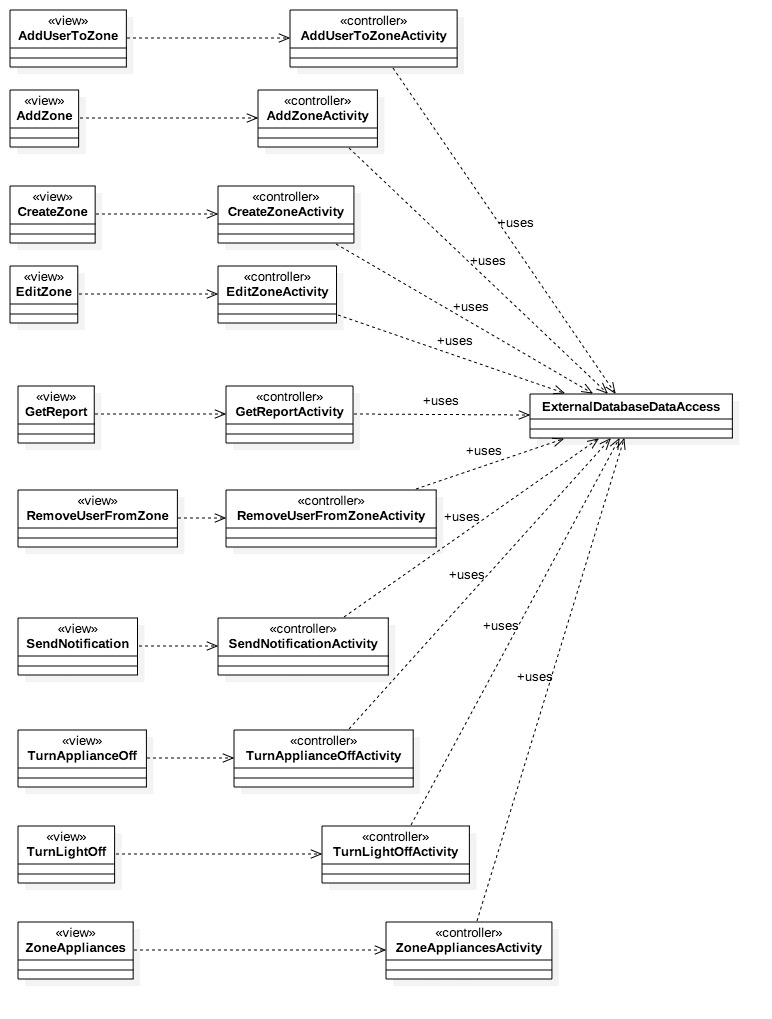 «view»
AddUserToZone
«controller»
AddUserToZoneActivity
«view»
AddZone
«controller»
AddZoneActivity
«view»
CreateZone
«controller»
CreateZoneActivity
+uses
+uses
«view»
EditZone
«controller»
EditZoneActivity
+uses
+uses
«view»
GetReport
«controller»
GetReportActivity
+uses
ExternalDatabaseDataAccess
+uses
«view»
RemoveUserFromZone
«controller»
RemoveUserFromZoneActivity
+uses
+uses
«view»
SendNotification
«controller»
SendNotificationActivity
+uses
+uses
«view»
TurnApplianceOff
«controller»
TurnApplianceOffActivity
«view»
TurnLightOff
«controller»
TurnLightOffActivity
«view»
ZoneAppliances
«controller»
ZoneAppliancesActivity